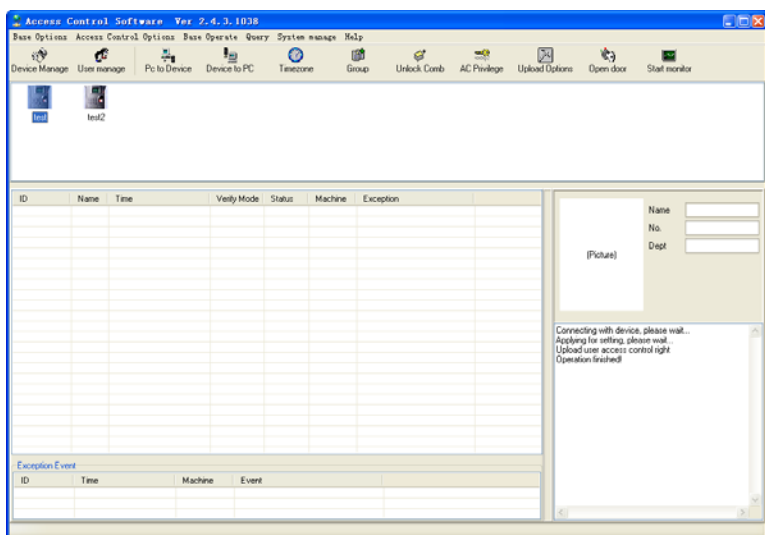 Access Control Software Ver 2.4.3.1038
Base Options Access Control Options Base Operate Query System manage Help
Device Manage User manage Pc to Device Device to PC Timezone Group Unlock Comb AC Privilege Upload Options Open door Start monitor
test test2
ID Name Time Verify Mode Status Machine Exception
Name
No.
Dept
(Picture)
Connecting with device, please wait...
Applying for setting, please wait...
Upload user access control right
Operation finished!
Exception Event
ID Time Machine Event